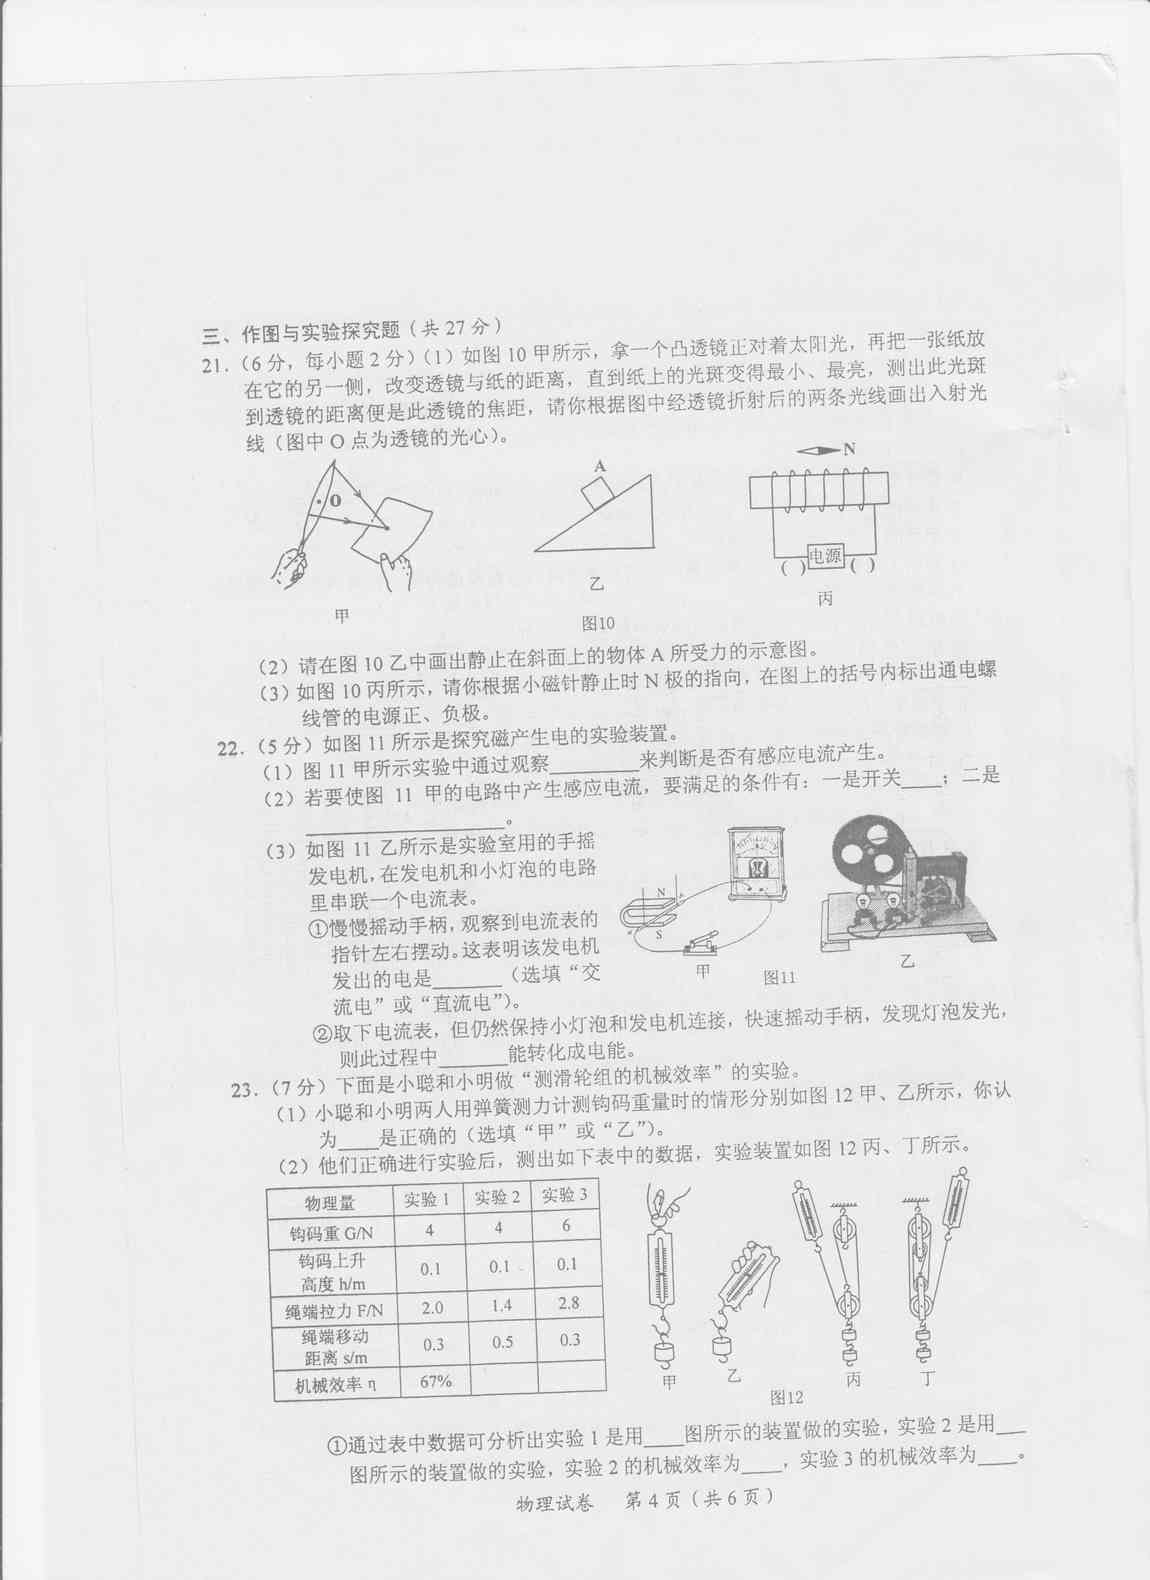 三、作图与实验探究题（共27分）
21.（6分，每小题2分）（1）如图10甲所示，拿一个凸透镜正对着太阳光，再把一张纸放
在它的另一侧，改变透镜与纸的距离，直到纸上的光斑变得最小、最亮，测出此光斑
到透镜的距离便是此透镜的焦距，请你根据图中经透镜折射后的两条光线画出入射光
线（图中O点为透镜的光心）。
O
甲
A
乙
图10
N
电源
（ ）
（ ）
丙
（2）请在图10乙中画出静止在斜面上的物体A所受力的示意图。
（3）如图10丙所示，请你根据小磁针静止时N极的指向，在图上的括号内标出通电螺
线管的电源正、负极。
22.（5分）如图11所示是探究磁产生电的实验装置。
（1）图11甲所示实验中通过观察________来判断是否有感应电流产生。
（2）若要使图 11 甲的电路中产生感应电流，要满足的条件有：一是开关____；二是
__________________。
（3）如图 11 乙所示是实验室用的手摇
发电机，在发电机和小灯泡的电路
里串联一个电流表。
①慢慢摇动手柄，观察到电流表的
指针左右摆动。这表明该发电机
发出的电是______（选填“交
流电”或“直流电”）。
N
S
甲
图11
乙
②取下电流表，但仍然保持小灯泡和发电机连接，快速摇动手柄，发现灯泡发光，
则此过程中______能转化成电能。
23.（7分）下面是小聪和小明做“测滑轮组的机械效率”的实验。
（1）小聪和小明两人用弹簧测力计测钩码重量时的情形分别如图12甲、乙所示，你认
为____是正确的（选填“甲”或“乙”）。
（2）他们正确进行实验后，测出如下表中的数据，实验装置如图12丙、丁所示。
物理量 实验1 实验2 实验3
钩码重G/N 4 4 6
钩码上升
高度h/m 0.1 0.1 0.1
绳端拉力F/N 2.0 1.4 2.8
绳端移动
距离s/m 0.3 0.5 0.3
机械效率η 67%
甲
乙
丙
丁
图12
①通过表中数据可分析出实验1是用____图所示的装置做的实验，实验2是用___
图所示的装置做的实验，实验2的机械效率为____，实验3的机械效率为____。
物理试卷 第4页（共6页）